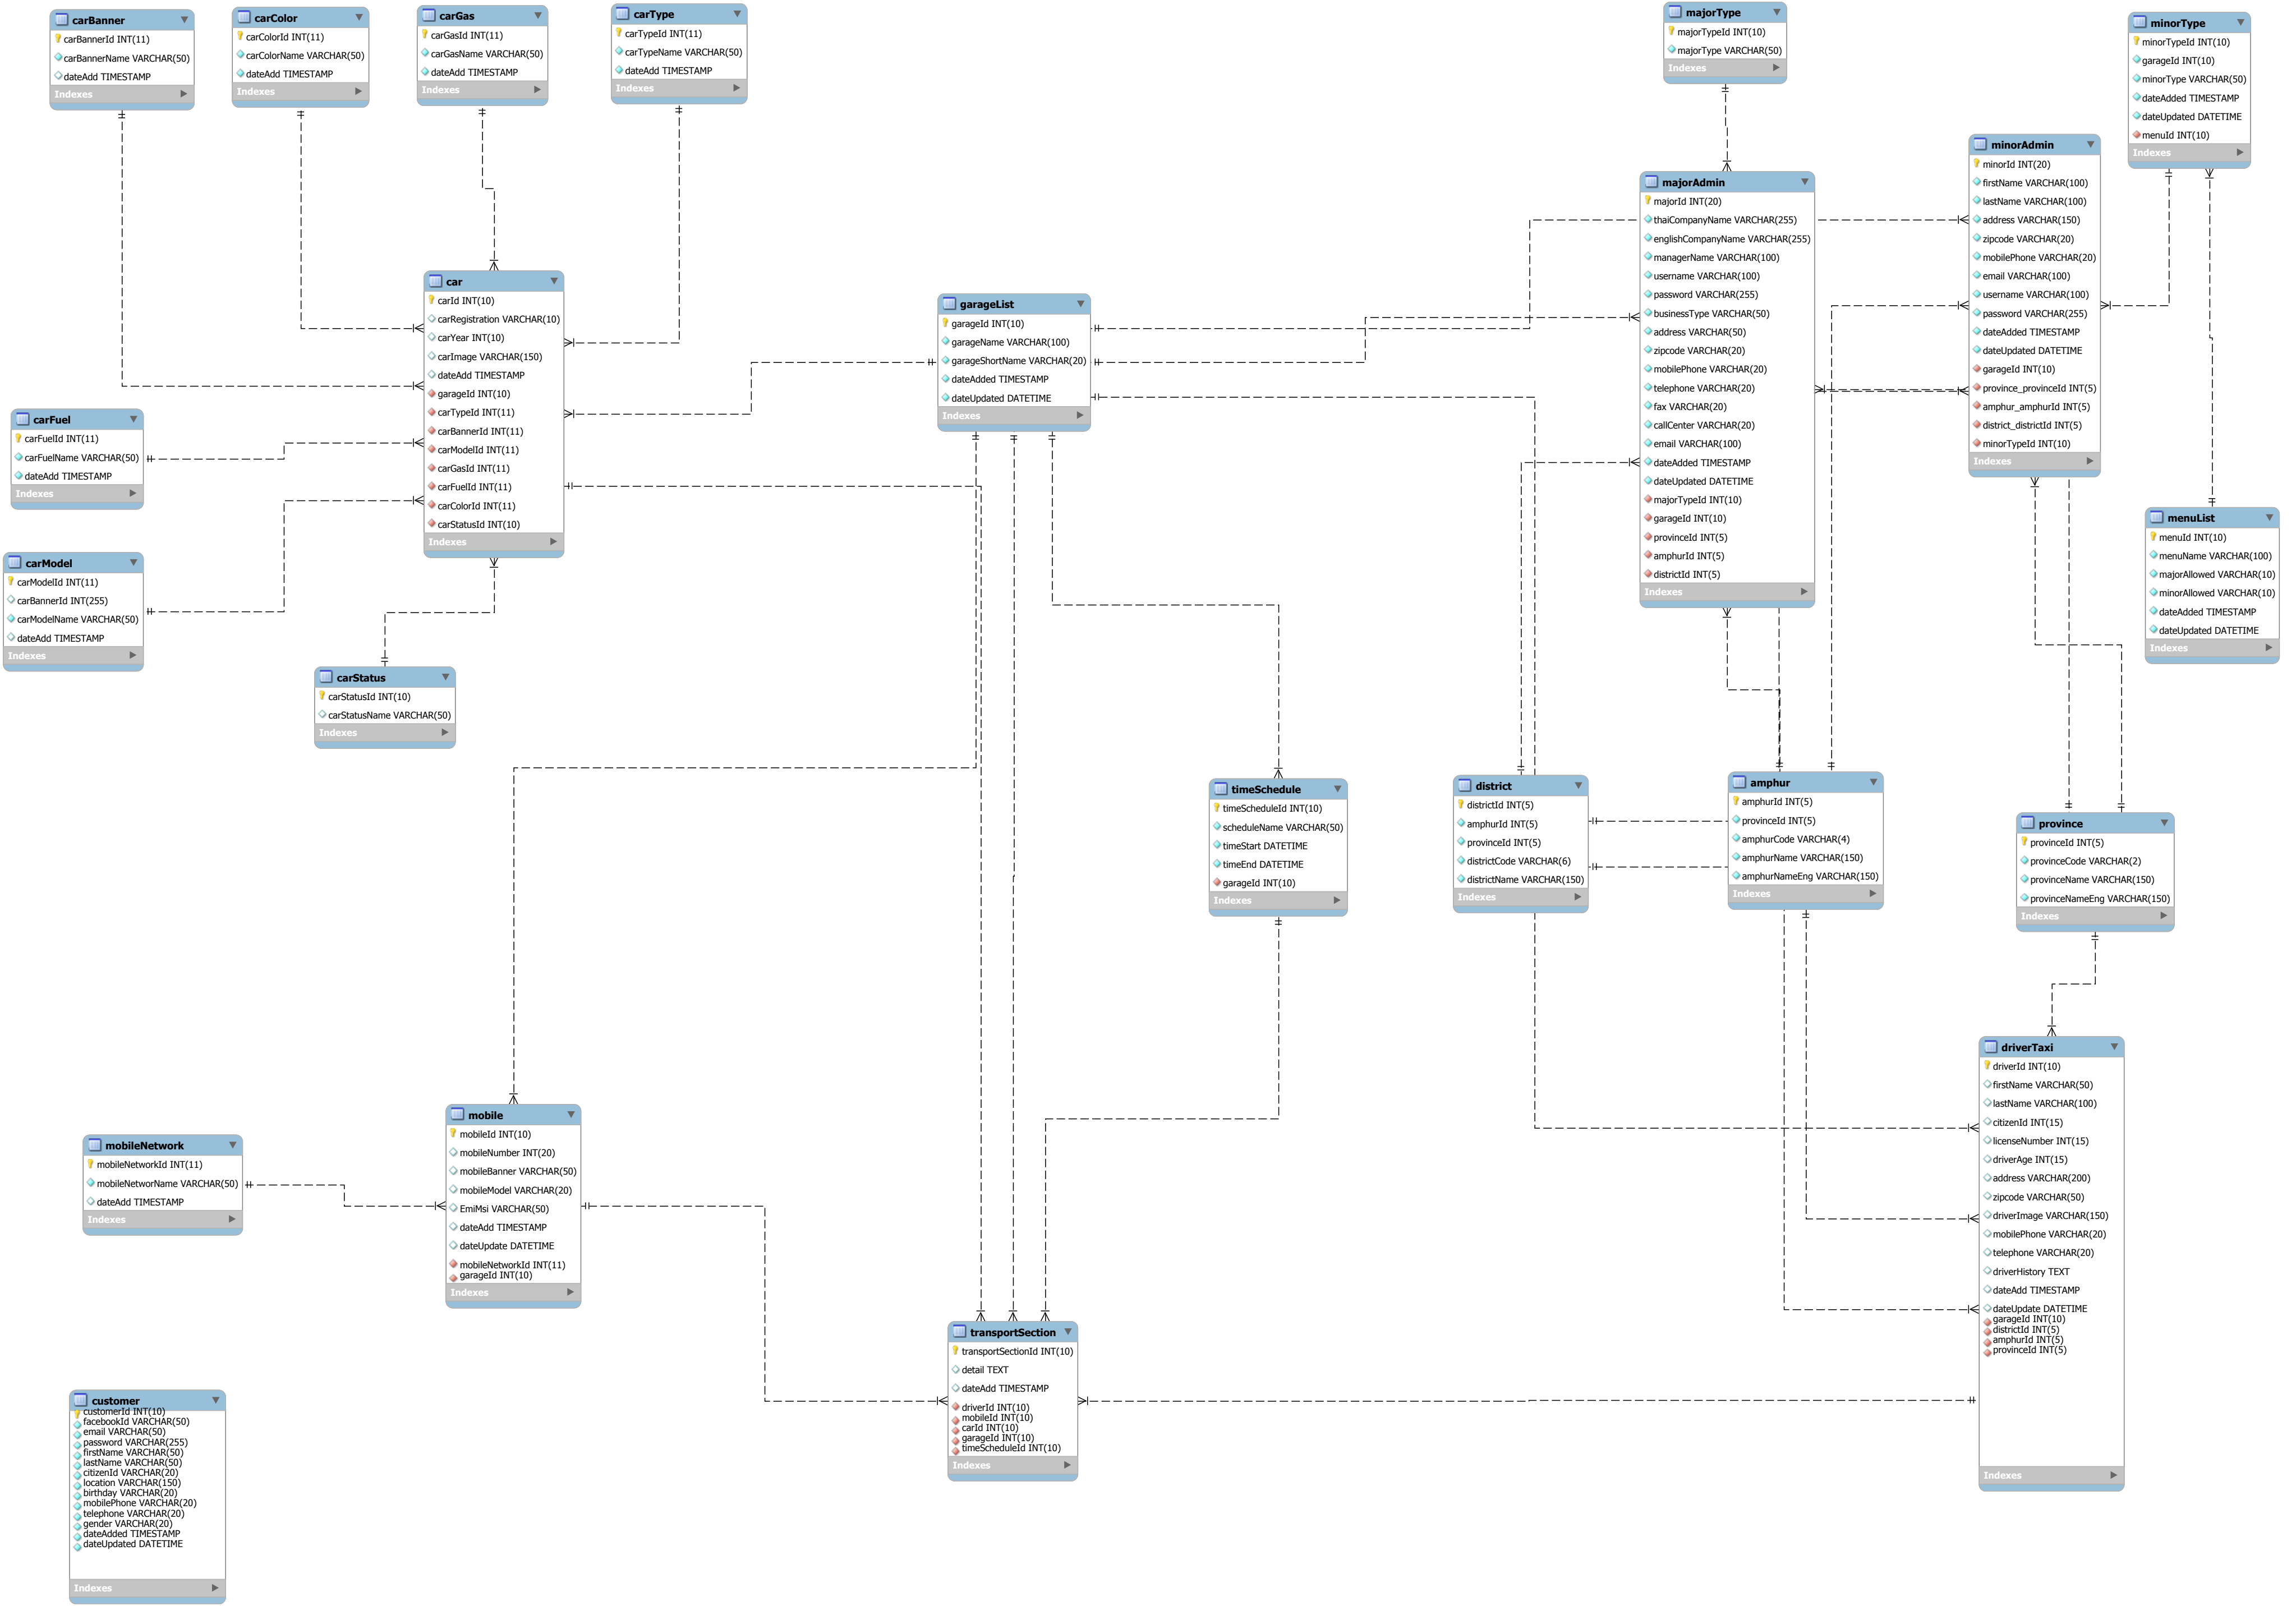 carBanner
carBannerId INT(11)
carBannerName VARCHAR(50)
dateAdd TIMESTAMP
Indexes
carColor
carColorId INT(11)
carColorName VARCHAR(50)
dateAdd TIMESTAMP
Indexes
carGas
carGasId INT(11)
carGasName VARCHAR(50)
dateAdd TIMESTAMP
Indexes
carType
carTypeId INT(11)
carTypeName VARCHAR(50)
dateAdd TIMESTAMP
Indexes
majorType
majorTypeId INT(10)
majorType VARCHAR(50)
Indexes
minorType
minorTypeId INT(10)
garageId INT(10)
minorType VARCHAR(50)
dateAdded TIMESTAMP
dateUpdated DATETIME
menuId INT(10)
Indexes
minorAdmin
minorId INT(20)
firstName VARCHAR(100)
lastName VARCHAR(100)
address VARCHAR(150)
zipcode VARCHAR(20)
mobilePhone VARCHAR(20)
email VARCHAR(100)
username VARCHAR(100)
password VARCHAR(255)
dateAdded TIMESTAMP
dateUpdated DATETIME
garageId INT(10)
province_provinceId INT(5)
amphur_amphurId INT(5)
district_districtId INT(5)
minorTypeId INT(10)
Indexes
majorAdmin
majorId INT(20)
thaiCompanyName VARCHAR(255)
englishCompanyName VARCHAR(255)
managerName VARCHAR(100)
username VARCHAR(100)
password VARCHAR(255)
businessType VARCHAR(50)
address VARCHAR(50)
zipcode VARCHAR(20)
mobilePhone VARCHAR(20)
telephone VARCHAR(20)
fax VARCHAR(20)
callCenter VARCHAR(20)
email VARCHAR(100)
dateAdded TIMESTAMP
dateUpdated DATETIME
majorTypeId INT(10)
garageId INT(10)
provinceId INT(5)
amphurId INT(5)
districtId INT(5)
Indexes
car
carId INT(10)
carRegistration VARCHAR(10)
carYear INT(10)
carImage VARCHAR(150)
dateAdd TIMESTAMP
garageId INT(10)
carTypeId INT(11)
carBannerId INT(11)
carModelId INT(11)
carGasId INT(11)
carFuelId INT(11)
carColorId INT(11)
carStatusId INT(10)
Indexes
garageList
garageId INT(10)
garageName VARCHAR(100)
garageShortName VARCHAR(20)
dateAdded TIMESTAMP
dateUpdated DATETIME
Indexes
carFuel
carFuelId INT(11)
carFuelName VARCHAR(50)
dateAdd TIMESTAMP
Indexes
carModel
carModelId INT(11)
carBannerId INT(255)
carModelName VARCHAR(50)
dateAdd TIMESTAMP
Indexes
carStatus
carStatusId INT(10)
carStatusName VARCHAR(50)
Indexes
menuList
menuId INT(10)
menuName VARCHAR(100)
majorAllowed VARCHAR(10)
minorAllowed VARCHAR(10)
dateAdded TIMESTAMP
dateUpdated DATETIME
Indexes
timeSchedule
timeScheduleId INT(10)
scheduleName VARCHAR(50)
timeStart DATETIME
timeEnd DATETIME
garageId INT(10)
Indexes
district
districtId INT(5)
amphurId INT(5)
provinceId INT(5)
districtCode VARCHAR(6)
districtName VARCHAR(150)
Indexes
amphur
amphurId INT(5)
provinceId INT(5)
amphurCode VARCHAR(4)
amphurName VARCHAR(150)
amphurNameEng VARCHAR(150)
Indexes
province
provinceId INT(5)
provinceCode VARCHAR(2)
provinceName VARCHAR(150)
provinceNameEng VARCHAR(150)
Indexes
driverTaxi
driverId INT(10)
firstName VARCHAR(50)
lastName VARCHAR(100)
citizenId INT(15)
licenseNumber INT(15)
driverAge INT(15)
address VARCHAR(200)
zipcode VARCHAR(50)
driverImage VARCHAR(150)
mobilePhone VARCHAR(20)
telephone VARCHAR(20)
driverHistory TEXT
dateAdd TIMESTAMP
dateUpdate DATETIME
garageId INT(10)
districtId INT(5)
amphurId INT(5)
provinceId INT(5)
Indexes
mobileNetwork
mobileNetworkId INT(11)
mobileNetworName VARCHAR(50)
dateAdd TIMESTAMP
Indexes
mobile
mobileId INT(10)
mobileNumber INT(20)
mobileBanner VARCHAR(50)
mobileModel VARCHAR(20)
EmiMsi VARCHAR(50)
dateAdd TIMESTAMP
dateUpdate DATETIME
mobileNetworkId INT(11)
garageId INT(10)
Indexes
transportSection
transportSectionId INT(10)
detail TEXT
dateAdd TIMESTAMP
driverId INT(10)
mobileId INT(10)
carId INT(10)
garageId INT(10)
timeScheduleId INT(10)
Indexes
customer
customerId INT(10)
facebookId VARCHAR(50)
email VARCHAR(50)
password VARCHAR(255)
firstName VARCHAR(50)
lastName VARCHAR(50)
citizenId VARCHAR(20)
location VARCHAR(150)
birthday VARCHAR(20)
mobilePhone VARCHAR(20)
telephone VARCHAR(20)
gender VARCHAR(20)
dateAdded TIMESTAMP
dateUpdated DATETIME
Indexes